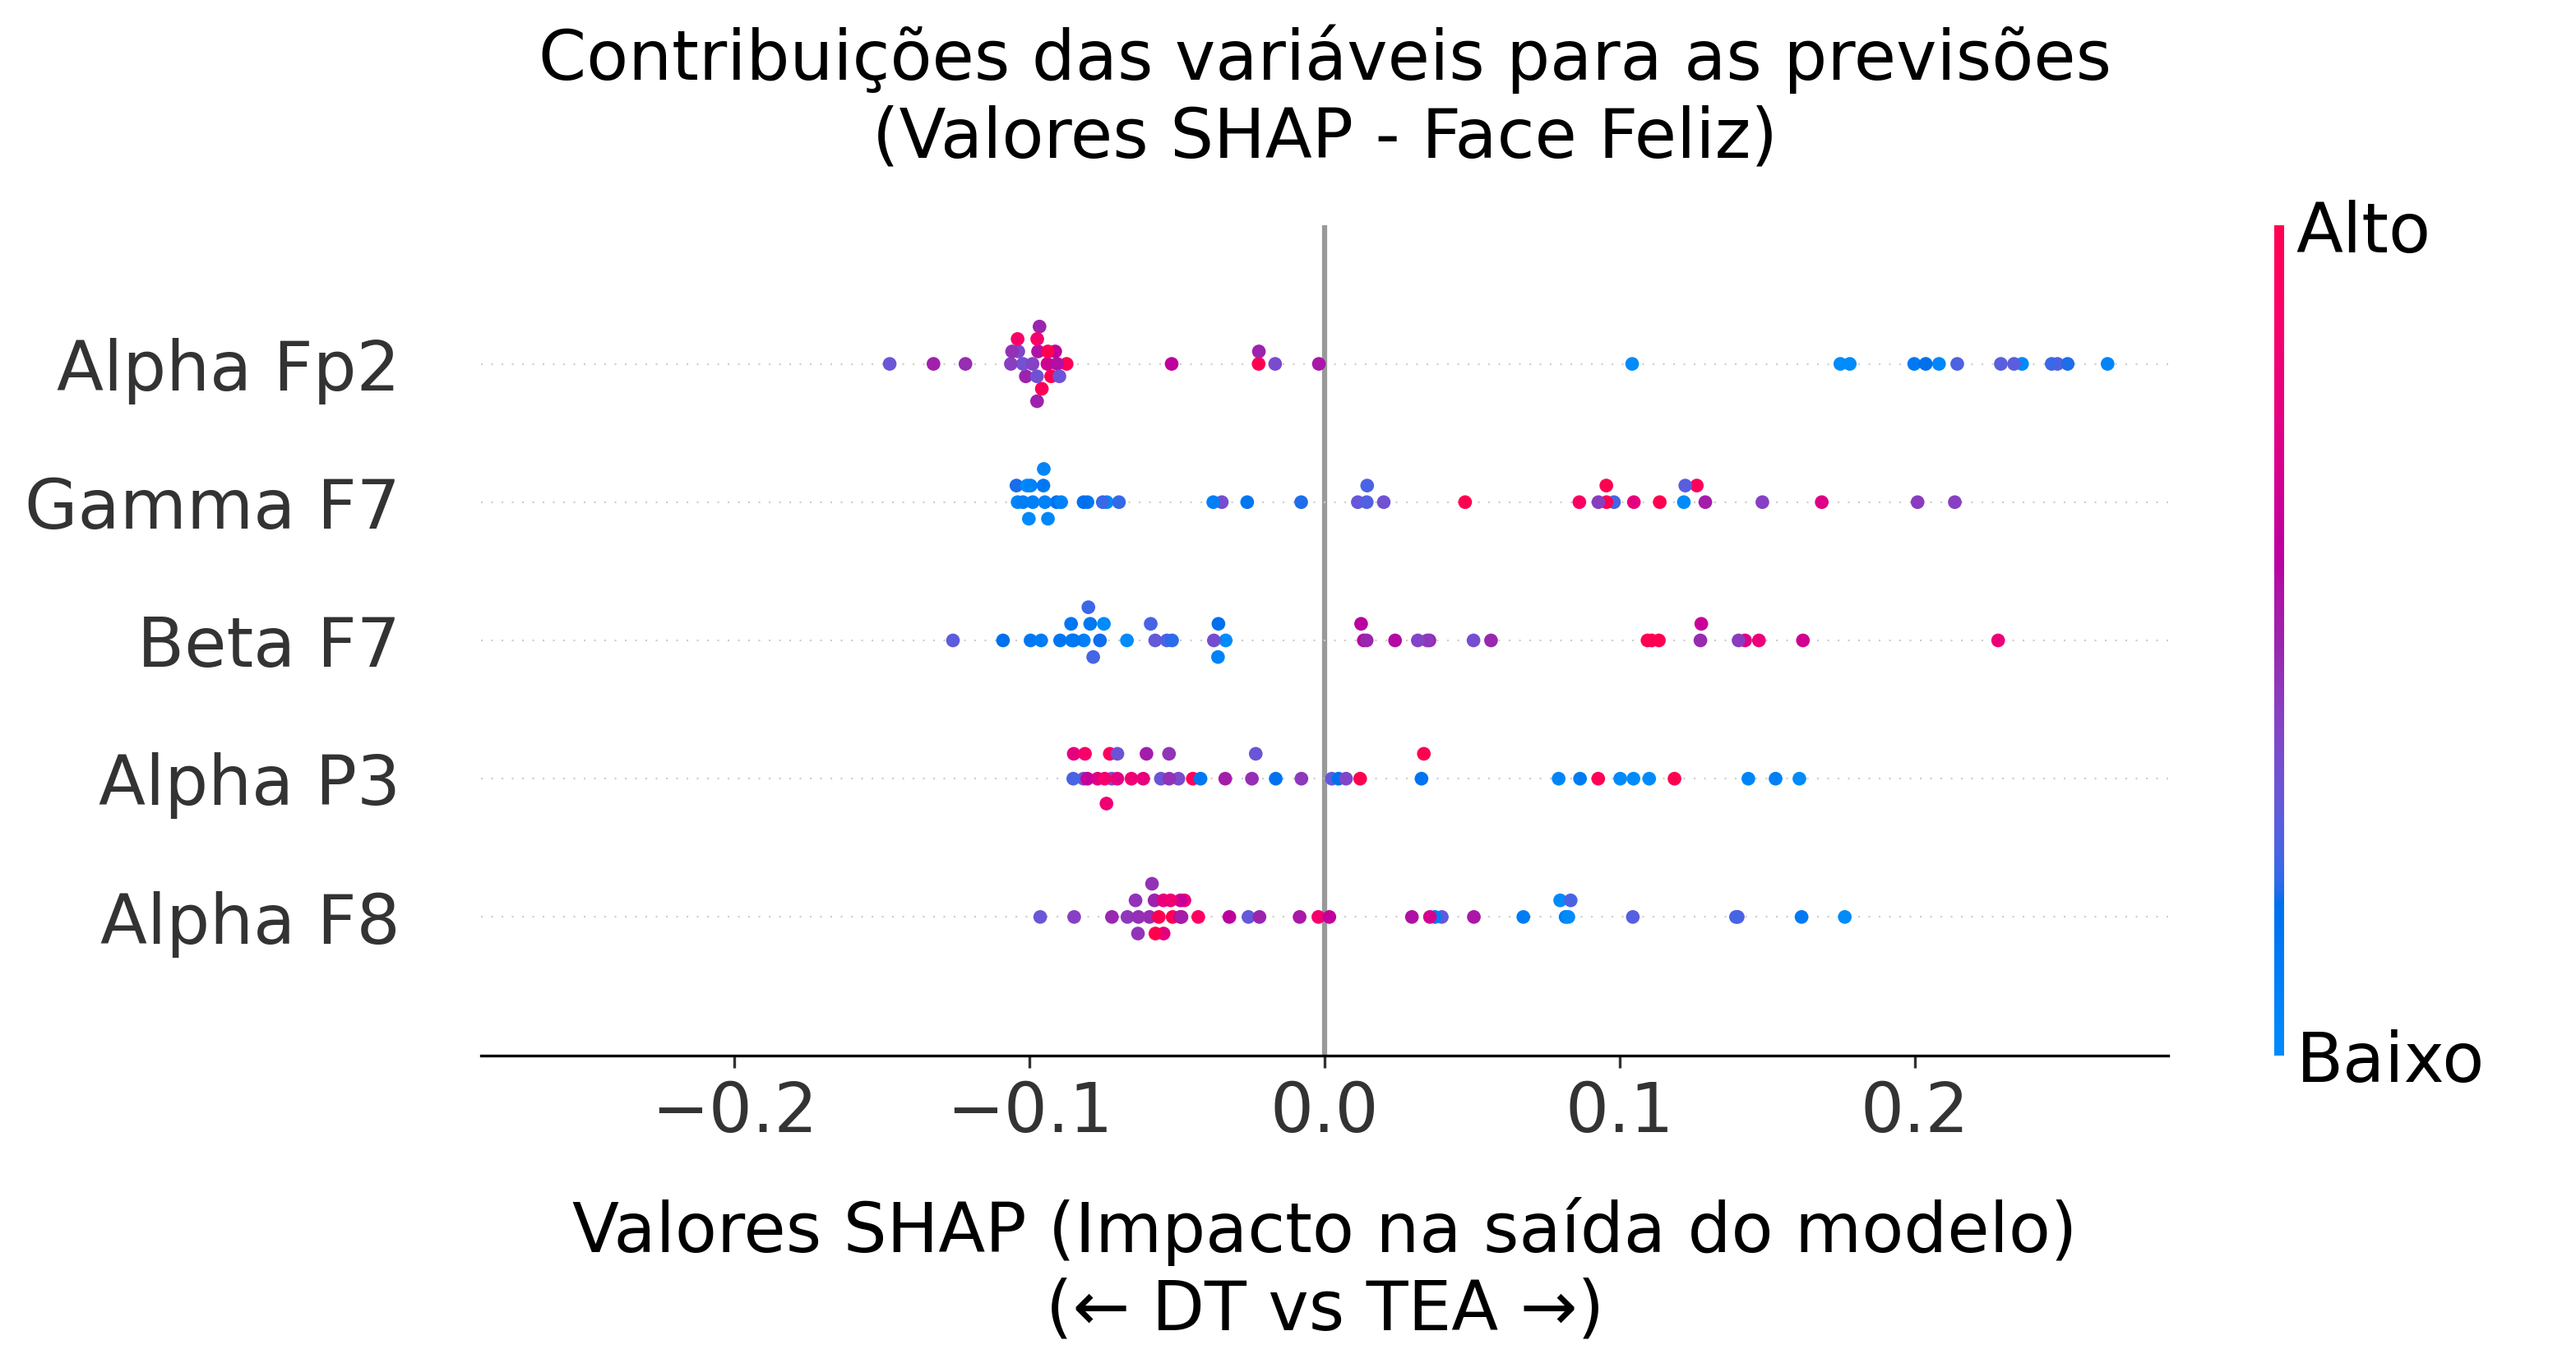 Contribuições das variáveis para as previsões
(Valores SHAP - Face Feliz)
Alto
Alpha Fp2
Gamma F7
Beta F7
Alpha P3
Alpha F8
Baixo
−0.2 −0.1 0.0 0.1 0.2
Valores SHAP (Impacto na saída do modelo)
(← DT vs TEA →)